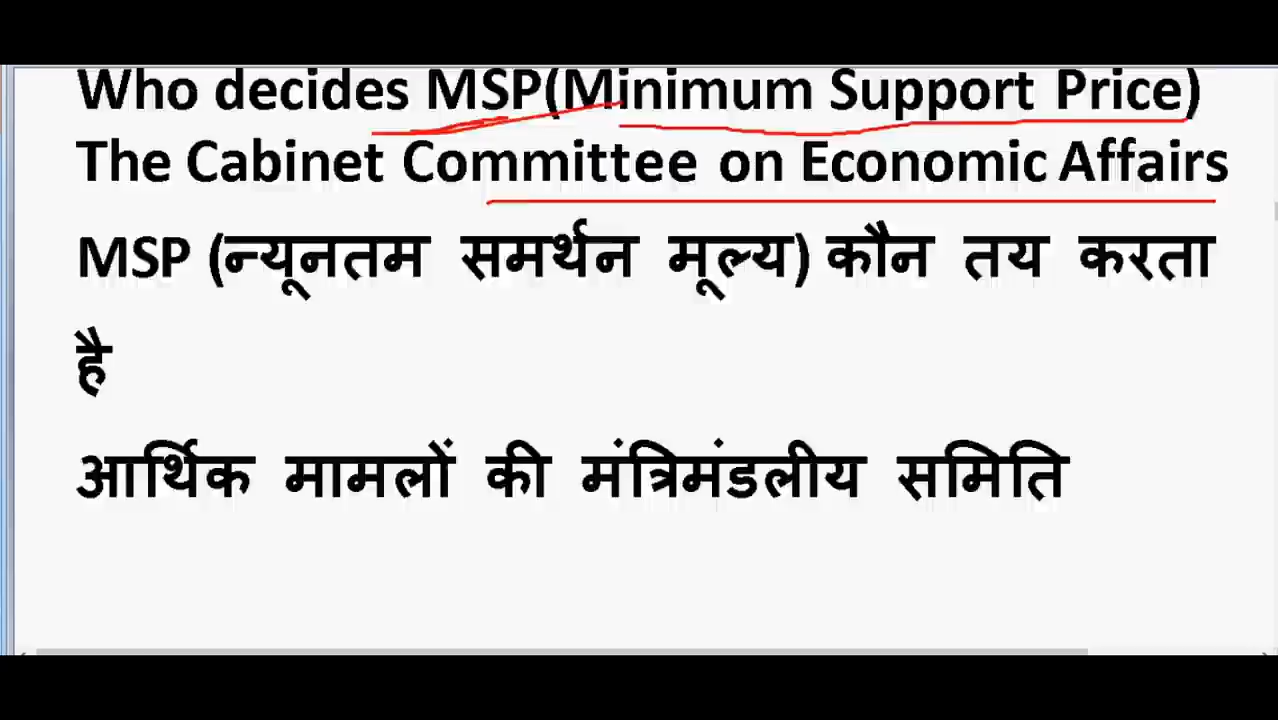 Who decides MSP(Minimum Support Price)
The Cabinet Committee on Economic Affairs
MSP (न्यूनतम समर्थन मूल्य) कौन तय करता
है
आर्थिक मामलों की मंत्रिमंडलीय समिति